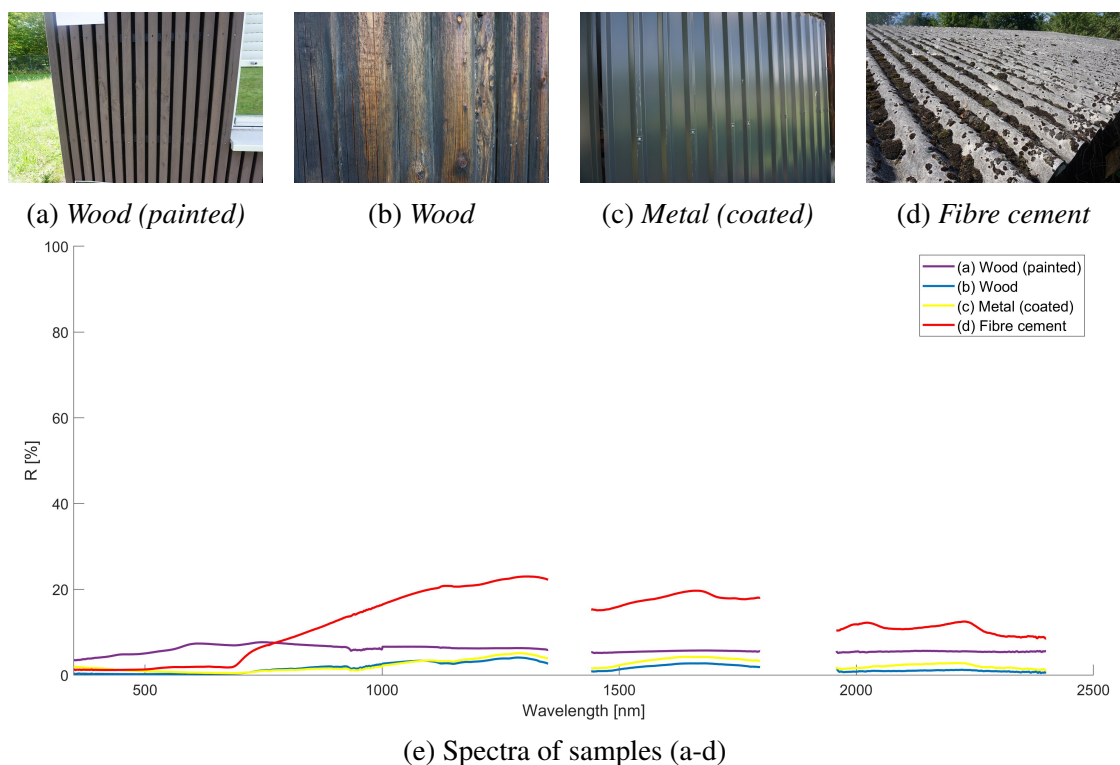 (a) Wood (painted)
(b) Wood
(c) Metal (coated)
(d) Fibre cement
100
80
60
40
20
0
R [%]
500
1000
1500
2000
2500
Wavelength [nm]
(a) Wood (painted)
(b) Wood
(c) Metal (coated)
(d) Fibre cement
(e) Spectra of samples (a-d)